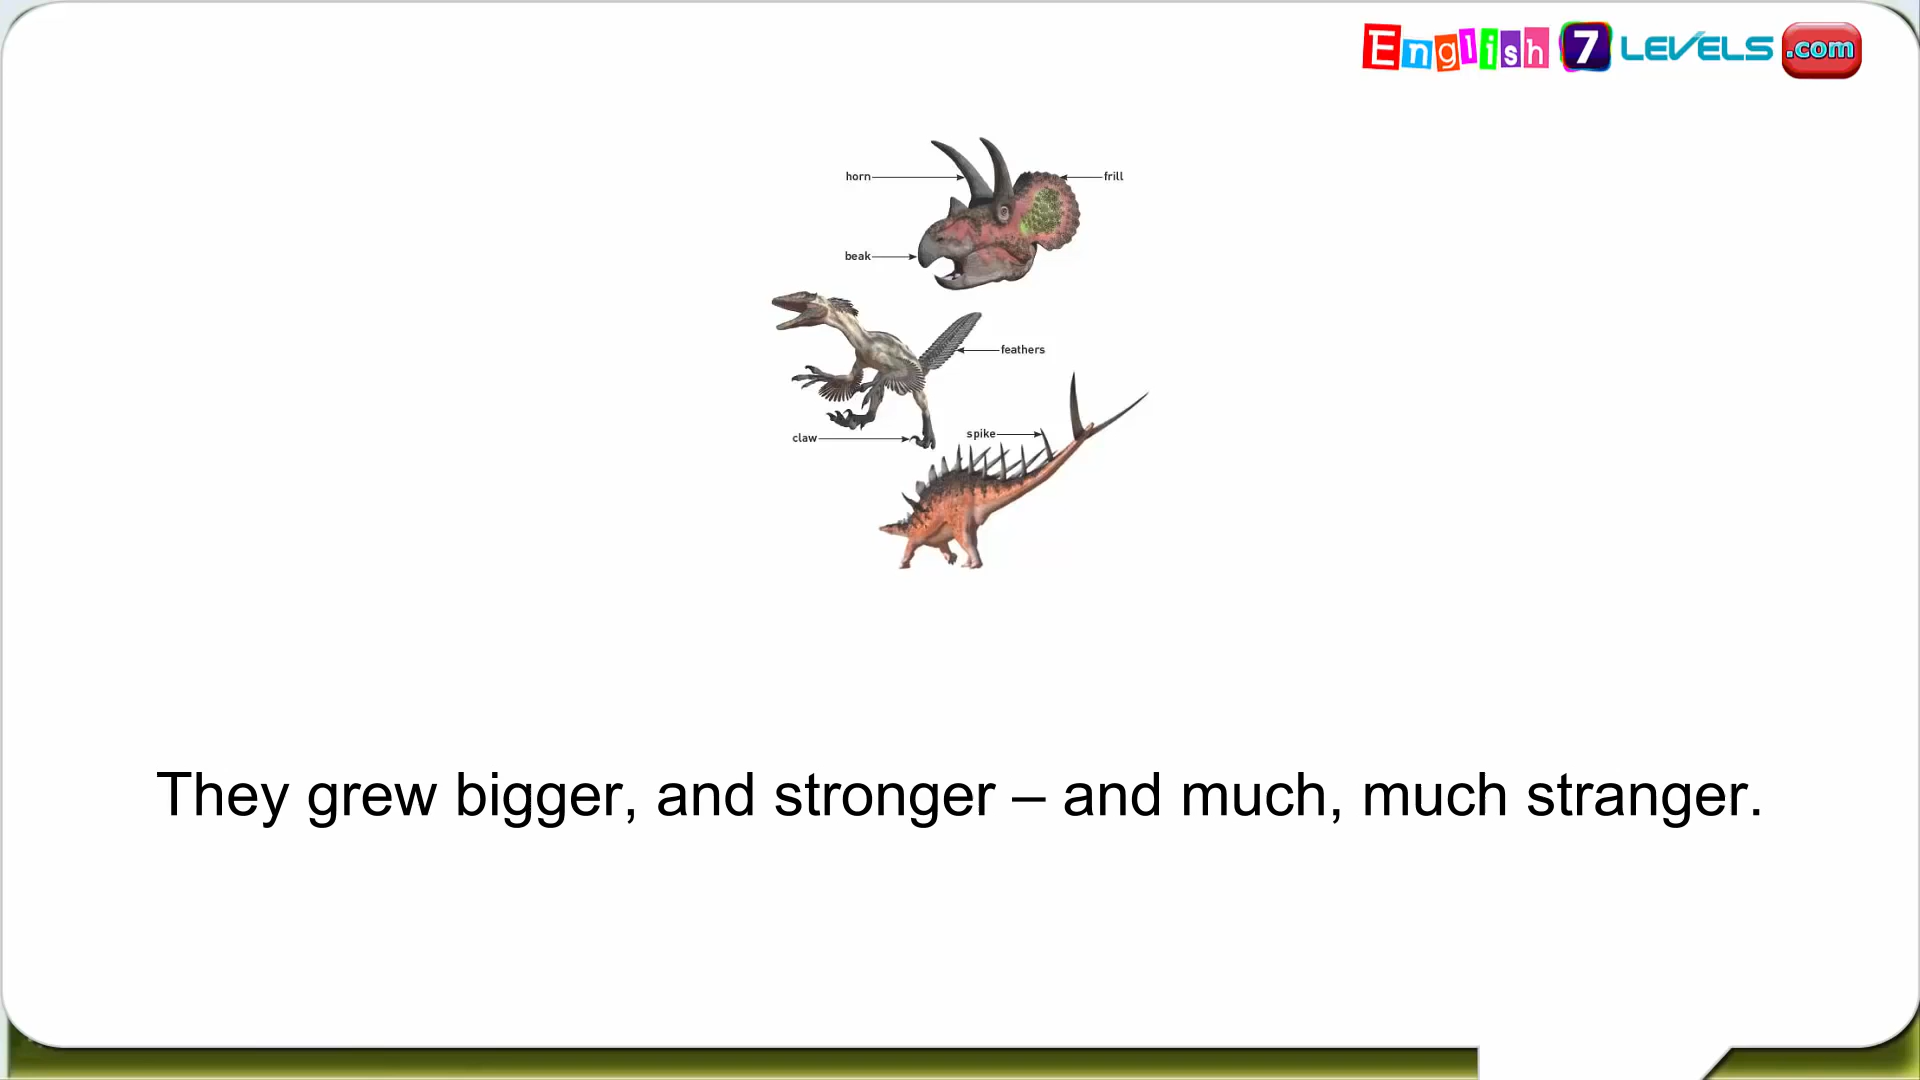 English 7 LEVELS .com
horn
frill
beak
feathers
claw
spike
They grew bigger, and stronger – and much, much stranger.